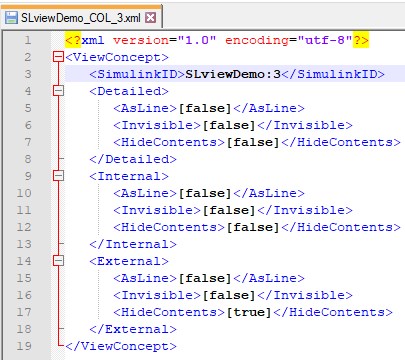 SLviewDemo_COL_3.xml
1 <?xml version="1.0" encoding="utf-8"?>
2 <ViewConcept>
3 <SimulinkID>SLviewDemo:3</SimulinkID>
4 <Detailed>
5 <AsLine>[false]</AsLine>
6 <Invisible>[false]</Invisible>
7 <HideContents>[false]</HideContents>
8 </Detailed>
9 <Internal>
10 <AsLine>[false]</AsLine>
11 <Invisible>[false]</Invisible>
12 <HideContents>[false]</HideContents>
13 </Internal>
14 <External>
15 <AsLine>[false]</AsLine>
16 <Invisible>[false]</Invisible>
17 <HideContents>[true]</HideContents>
18 </External>
19 </ViewConcept>